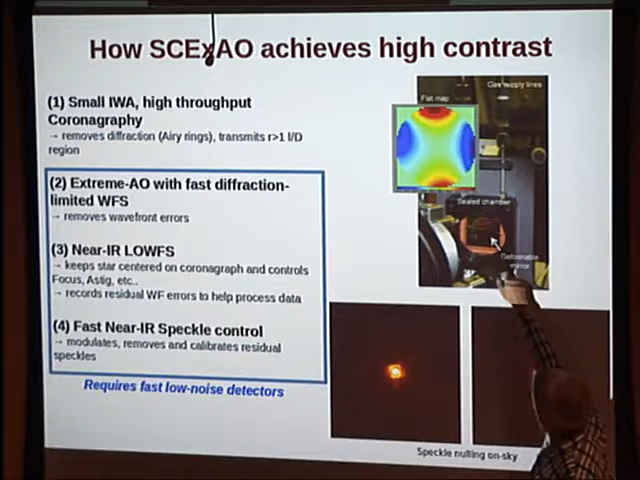 How SCExAO achieves high contrast
(1) Small IWA, high throughput
Coronagraphy
→ removes diffraction (Airy rings), transmits r>1 l/D
region
(2) Extreme-AO with fast diffraction-
limited WFS
→ removes wavefront errors
(3) Near-IR LOWFS
→ keeps star centered on coronagraph and controls
Focus, Astig, etc..
→ records residual WF errors to help process data
(4) Fast Near-IR Speckle control
→ modulates, removes and calibrates residual
speckles
Requires fast low-noise detectors
Gas supply lines
Flat map
Sealed chamber
Deformable
mirror
Speckle nulling on-sky